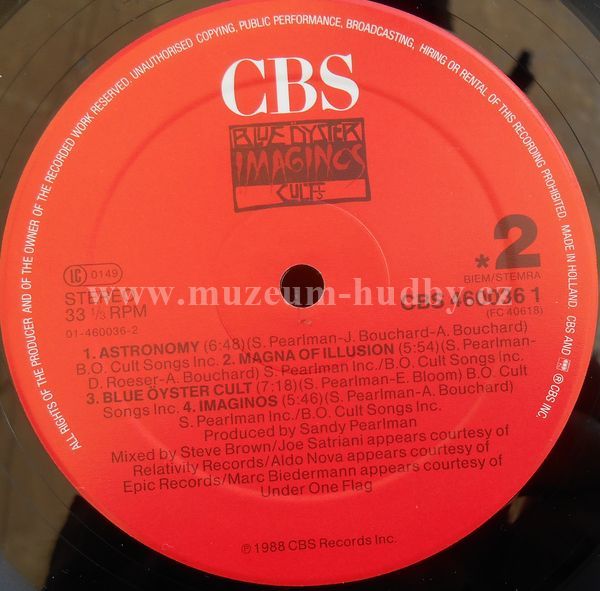 ALL RIGHTS OF THE PRODUCER AND OF THE OWNER OF THE RECORDED WORK RESERVED. UNAUTHORISED COPYING, PUBLIC PERFORMANCE, BROADCASTING, HIRING OR RENTAL OF THIS RECORDING PROHIBITED. MADE IN HOLLAND CBS AND ARE ℗ CBS INC.
CBS
BLUE ÖYSTER
IMAGINOS
CULT
*2
BIEM/STEMRA
LC 0149
STEREO
33 ⅓ RPM
01-460036-2
CBS 460036 1
(FC 40618)
www.muzeum-hudby.cz
1. ASTRONOMY (6:48) (S. Pearlman-J. Bouchard-A. Bouchard)
B.O. Cult Songs Inc. 2. MAGNA OF ILLUSION (5:54) (S. Pearlman-
D. Roeser-A. Bouchard) S. Pearlman Inc./B.O. Cult Songs Inc.
3. BLUE ÖYSTER CULT (7:18) (S. Pearlman-E. Bloom) B.O. Cult
Songs Inc. 4. IMAGINOS (5:46) (S. Pearlman-A. Bouchard)
S. Pearlman Inc./B.O. Cult Songs Inc.
Produced by Sandy Pearlman
Mixed by Steve Brown/Joe Satriani appears courtesy of
Relativity Records/Aldo Nova appears courtesy of
Epic Records/Marc Biedermann appears courtesy of
Under One Flag
℗ 1988 CBS Records Inc.